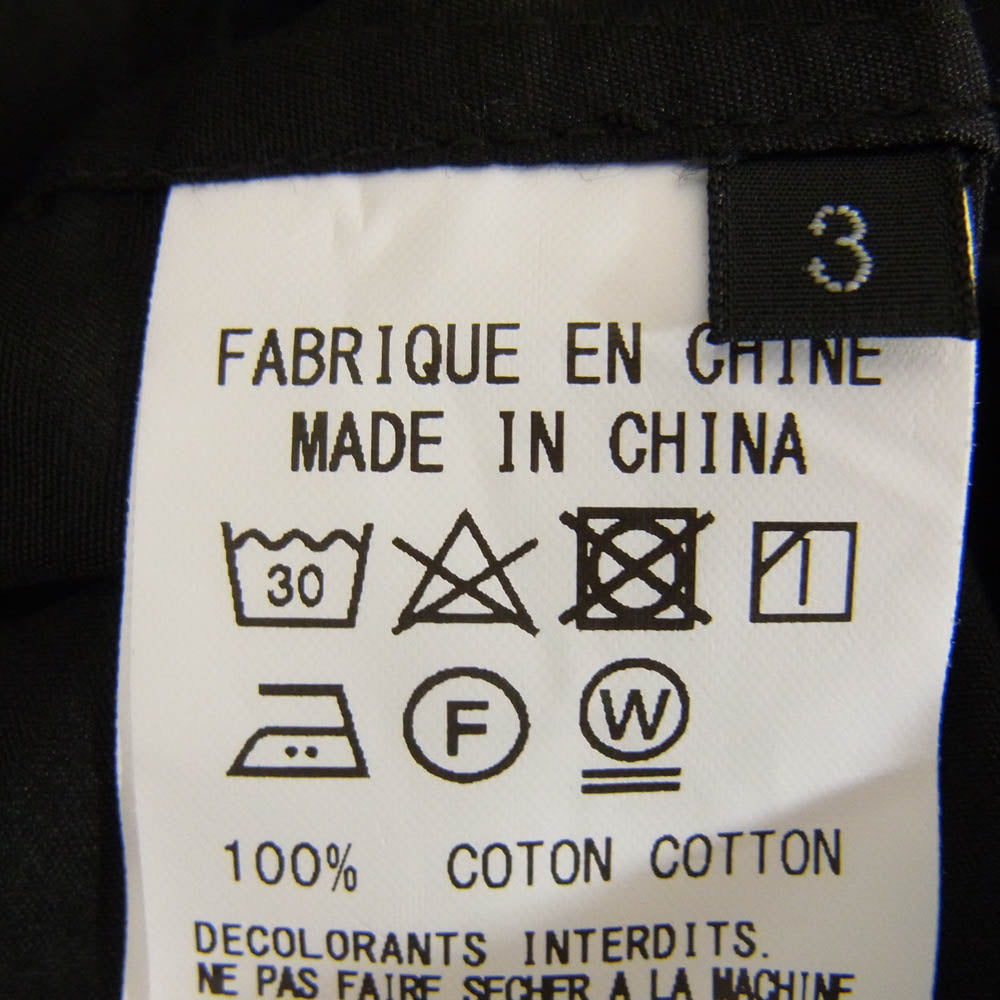 3
FABRIQUE EN CHINE
MADE IN CHINA
30
F W
100% COTON COTTON
DECOLORANTS INTERDITS.
NE PAS FAIRE SECHER A LA MACHINE